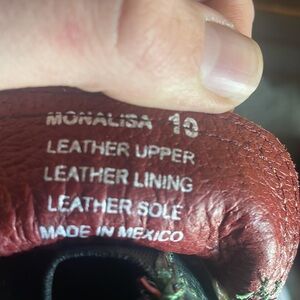 MONALISA 10
LEATHER UPPER
LEATHER LINING
LEATHER SOLE
MADE IN MEXICO